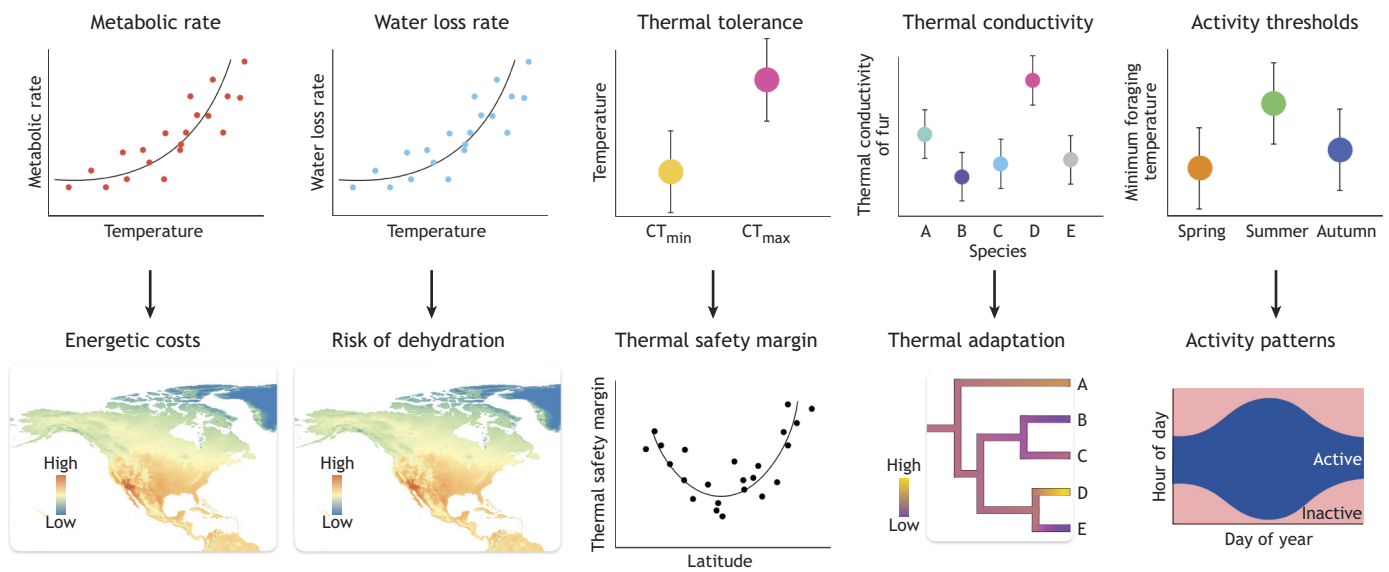 Metabolic rate
Water loss rate
Thermal tolerance
Thermal conductivity
Activity thresholds
Metabolic rate
Temperature
Water loss rate
Temperature
Temperature
CTmin
CTmax
Thermal conductivity
of fur
A
B
C
D
E
Species
Minimum foraging
temperature
Spring
Summer
Autumn
Energetic costs
Risk of dehydration
Thermal safety margin
Thermal adaptation
Activity patterns
High
Low
High
Low
Thermal safety margin
Latitude
High
Low
A
B
C
D
E
Hour of day
Active
Inactive
Day of year